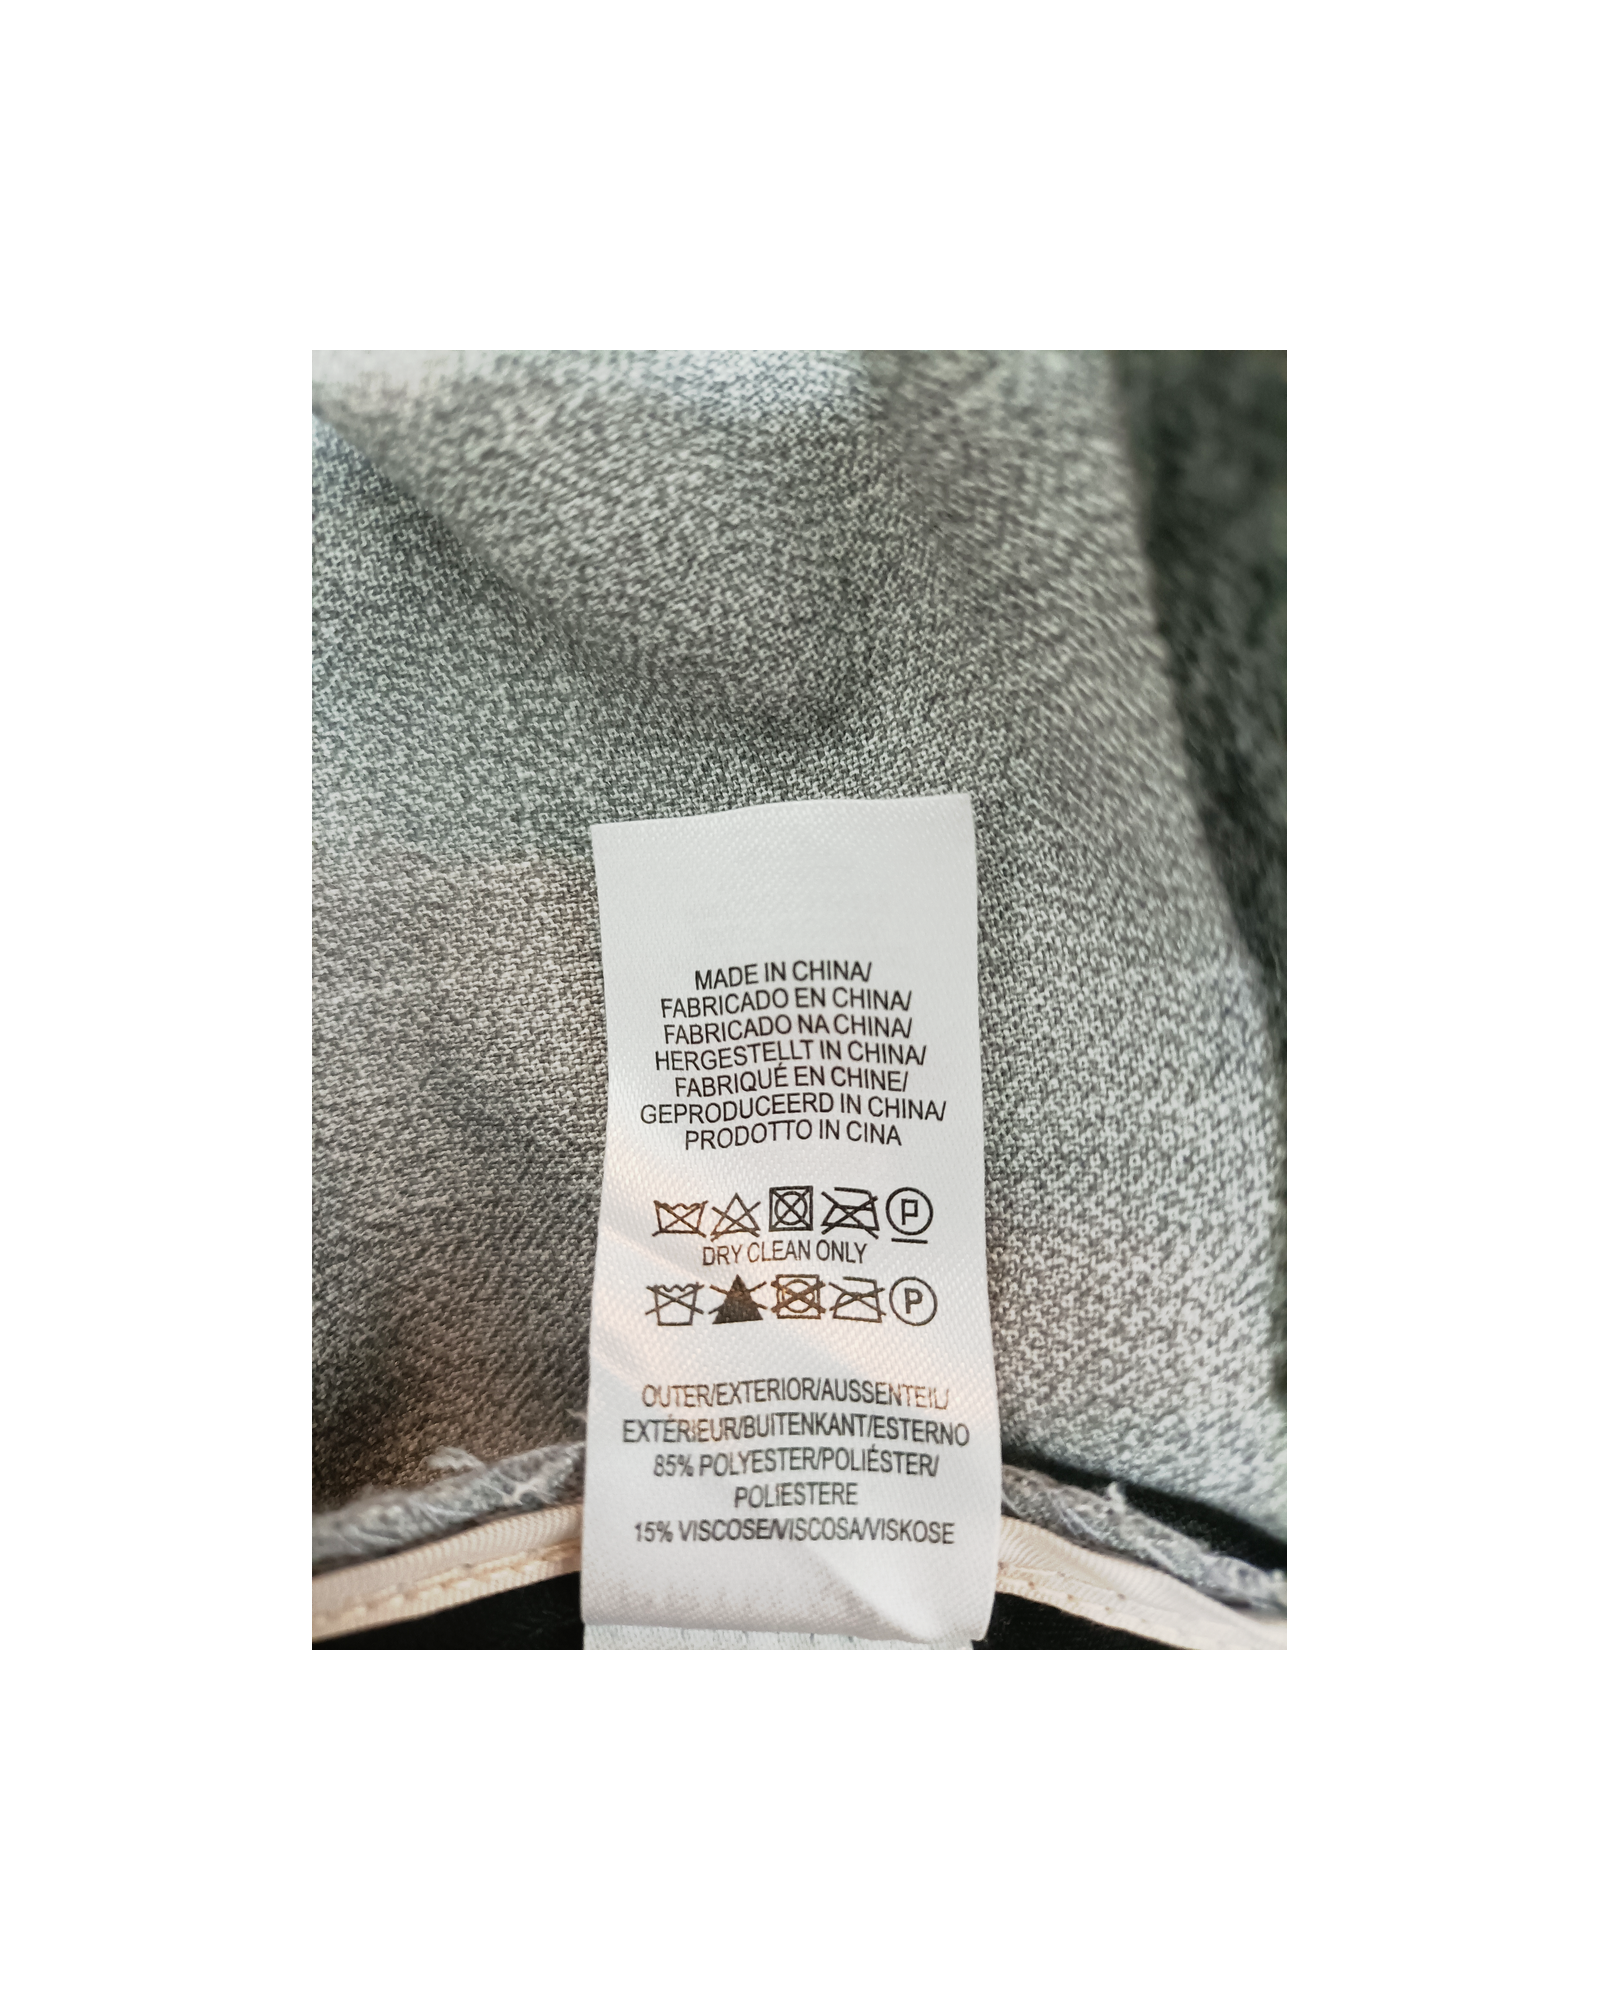 MADE IN CHINA/
FABRICADO EN CHINA/
FABRICADO NA CHINA/
HERGESTELLT IN CHINA/
FABRIQUÉ EN CHINE/
GEPRODUCEERD IN CHINA/
PRODOTTO IN CINA
P
DRY CLEAN ONLY
P
OUTER/EXTERIOR/AUSSENTEIL/
EXTÉRIEUR/BUITENKANT/ESTERNO
85% POLYESTER/POLIÉSTER/
POLIESTERE
15% VISCOSE/VISCOSA/VISKOSE